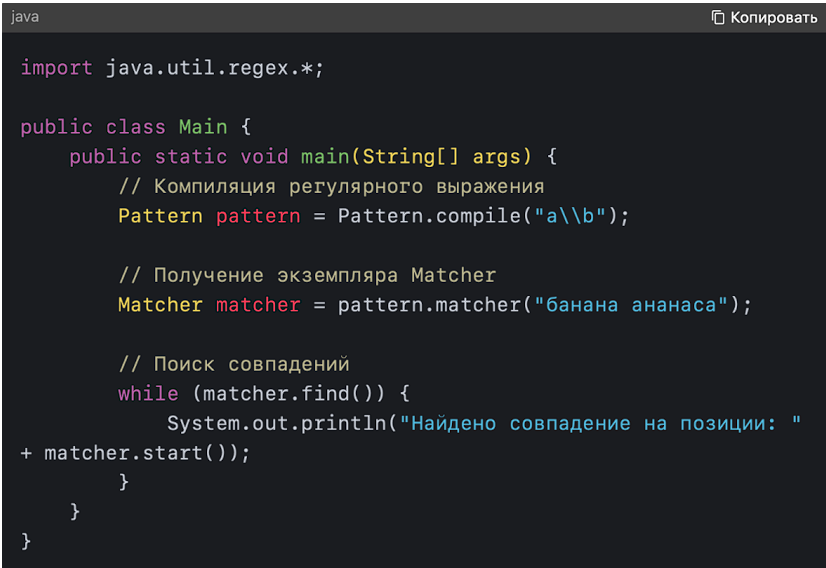 java
Копировать
import java.util.regex.*;
public class Main {
public static void main(String[] args) {
// Компиляция регулярного выражения
Pattern pattern = Pattern.compile("a\\b");
// Получение экземпляра Matcher
Matcher matcher = pattern.matcher("банана ананаса");
// Поиск совпадений
while (matcher.find()) {
System.out.println("Найдено совпадение на позиции: "
+ matcher.start());
}
}
}